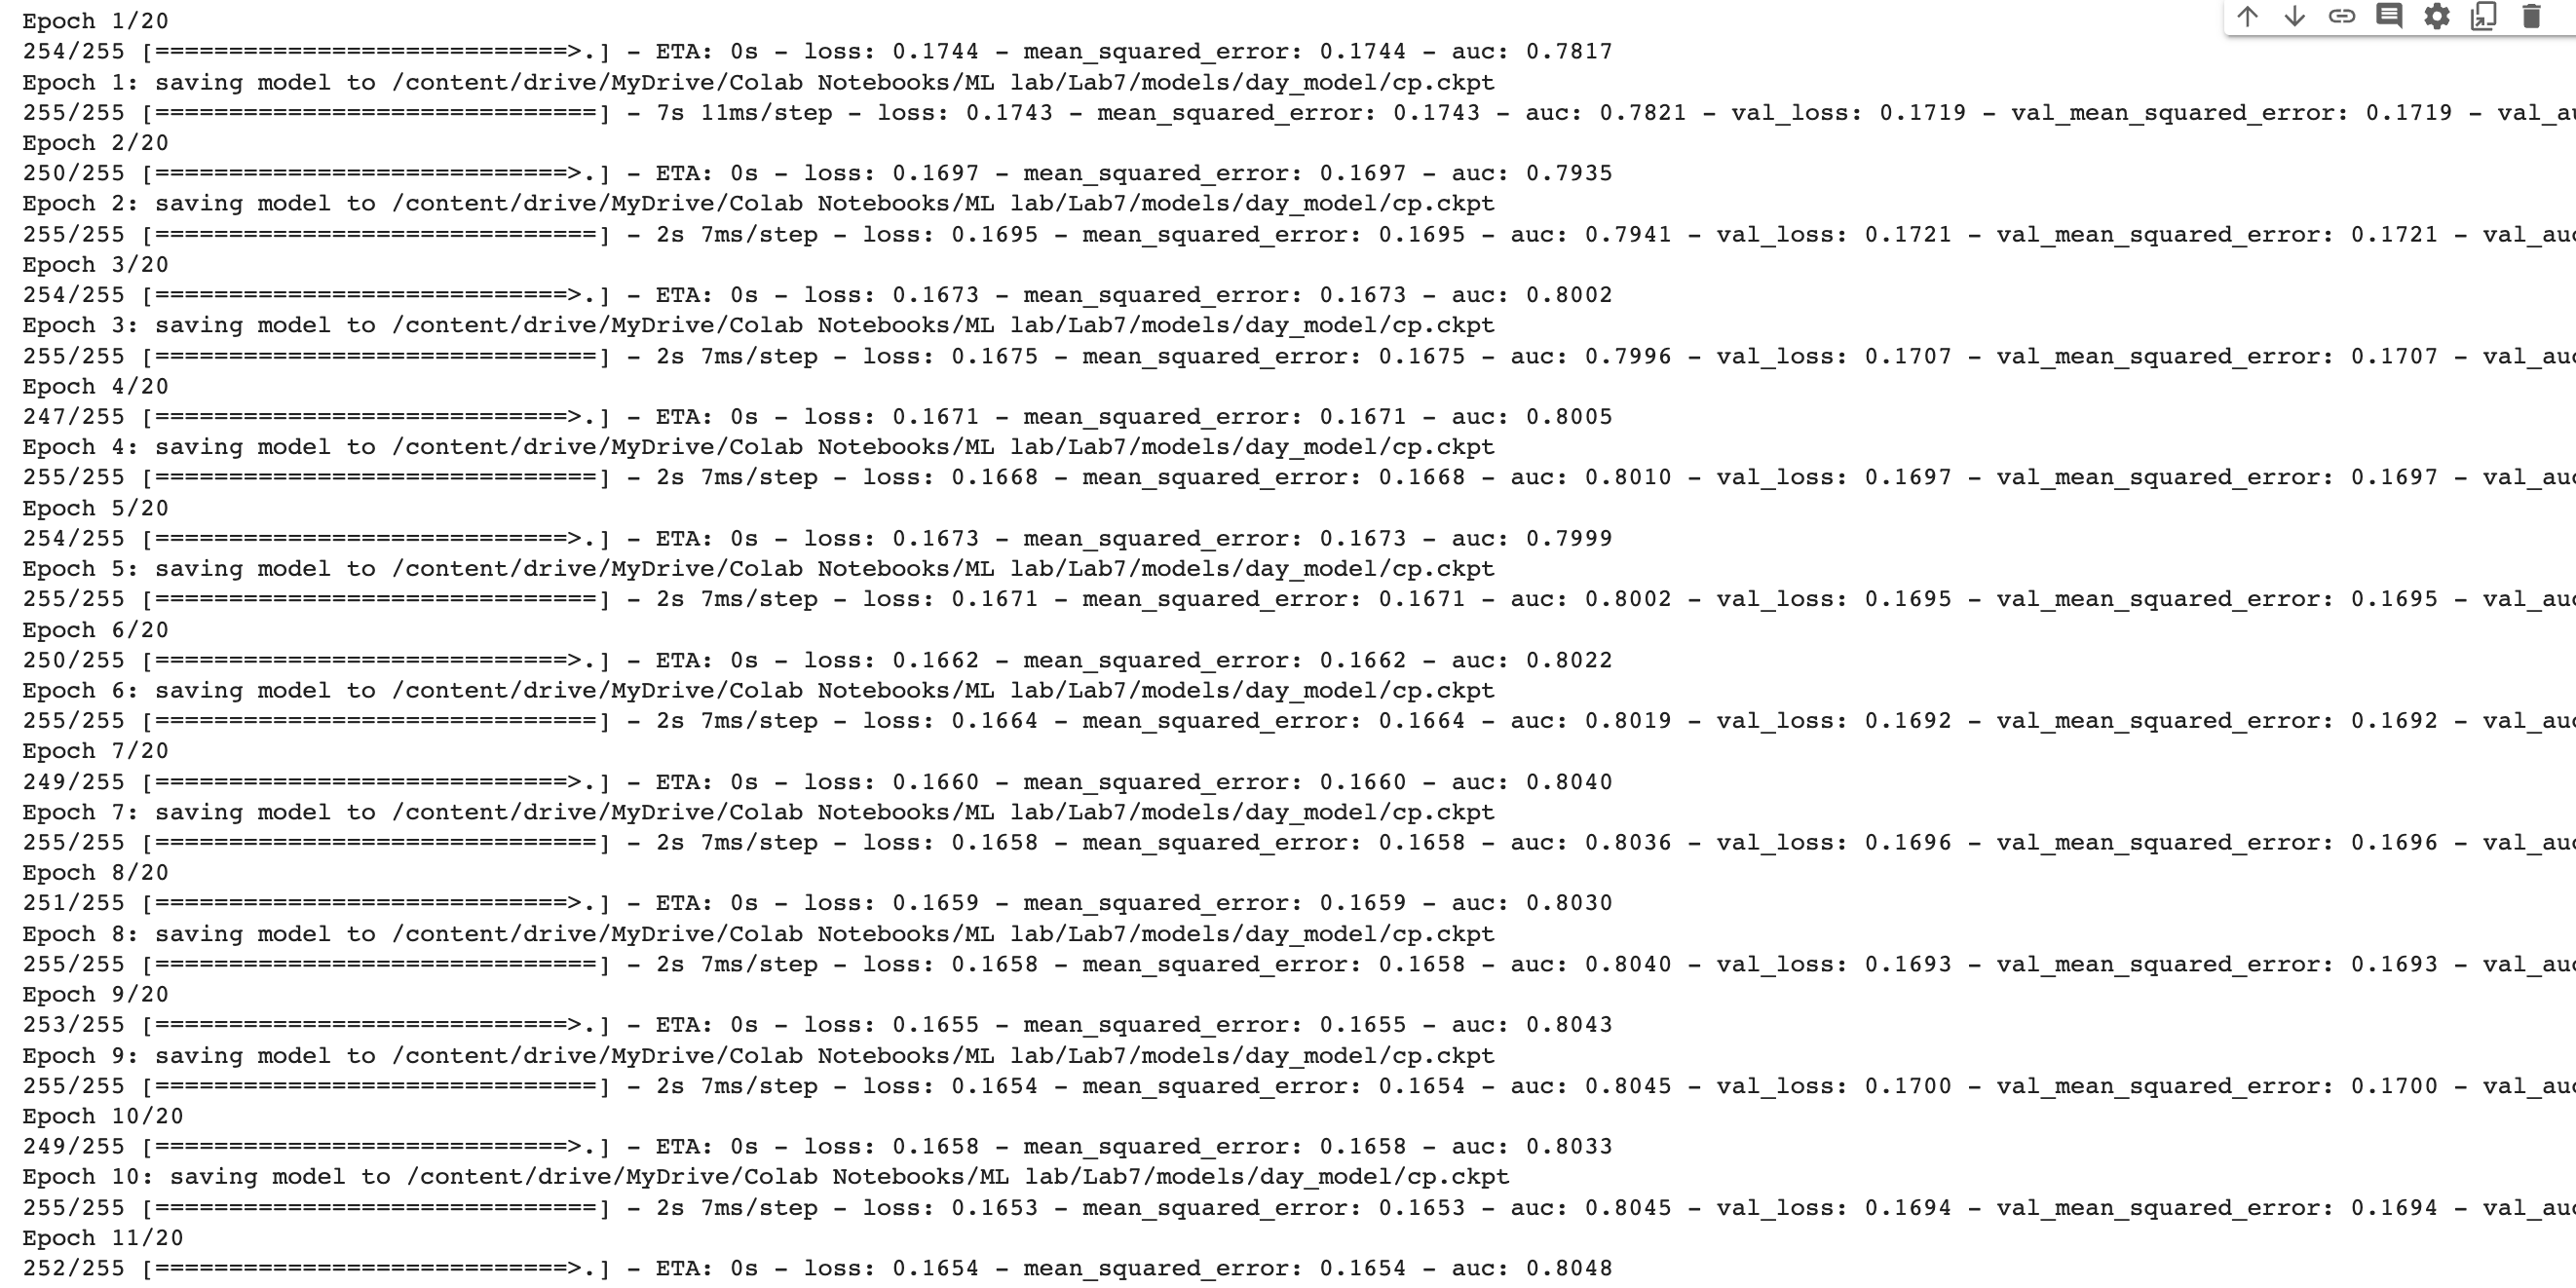 Epoch 1/20
254/255 [============================>.] - ETA: 0s - loss: 0.1744 - mean_squared_error: 0.1744 - auc: 0.7817
Epoch 1: saving model to /content/drive/MyDrive/Colab Notebooks/ML lab/Lab7/models/day_model/cp.ckpt
255/255 [==============================] - 7s 11ms/step - loss: 0.1743 - mean_squared_error: 0.1743 - auc: 0.7821 - val_loss: 0.1719 - val_mean_squared_error: 0.1719 -
Epoch 2/20
250/255 [============================>.] - ETA: 0s - loss: 0.1697 - mean_squared_error: 0.1697 - auc: 0.7935
Epoch 2: saving model to /content/drive/MyDrive/Colab Notebooks/ML lab/Lab7/models/day_model/cp.ckpt
255/255 [==============================] - 2s 7ms/step - loss: 0.1695 - mean_squared_error: 0.1695 - auc: 0.7941 - val_loss: 0.1721 - val_mean_squared_error: 0.1721 -
Epoch 3/20
254/255 [============================>.] - ETA: 0s - loss: 0.1673 - mean_squared_error: 0.1673 - auc: 0.8002
Epoch 3: saving model to /content/drive/MyDrive/Colab Notebooks/ML lab/Lab7/models/day_model/cp.ckpt
255/255 [==============================] - 2s 7ms/step - loss: 0.1675 - mean_squared_error: 0.1675 - auc: 0.7996 - val_loss: 0.1707 - val_mean_squared_error: 0.1707 -
Epoch 4/20
247/255 [============================>.] - ETA: 0s - loss: 0.1671 - mean_squared_error: 0.1671 - auc: 0.8005
Epoch 4: saving model to /content/drive/MyDrive/Colab Notebooks/ML lab/Lab7/models/day_model/cp.ckpt
255/255 [==============================] - 2s 7ms/step - loss: 0.1668 - mean_squared_error: 0.1668 - auc: 0.8010 - val_loss: 0.1697 - val_mean_squared_error: 0.1697 -
Epoch 5/20
254/255 [============================>.] - ETA: 0s - loss: 0.1673 - mean_squared_error: 0.1673 - auc: 0.7999
Epoch 5: saving model to /content/drive/MyDrive/Colab Notebooks/ML lab/Lab7/models/day_model/cp.ckpt
255/255 [==============================] - 2s 7ms/step - loss: 0.1671 - mean_squared_error: 0.1671 - auc: 0.8002 - val_loss: 0.1695 - val_mean_squared_error: 0.1695 -
Epoch 6/20
250/255 [============================>.] - ETA: 0s - loss: 0.1662 - mean_squared_error: 0.1662 - auc: 0.8022
Epoch 6: saving model to /content/drive/MyDrive/Colab Notebooks/ML lab/Lab7/models/day_model/cp.ckpt
255/255 [==============================] - 2s 7ms/step - loss: 0.1664 - mean_squared_error: 0.1664 - auc: 0.8019 - val_loss: 0.1692 - val_mean_squared_error: 0.1692 -
Epoch 7/20
249/255 [============================>.] - ETA: 0s - loss: 0.1660 - mean_squared_error: 0.1660 - auc: 0.8040
Epoch 7: saving model to /content/drive/MyDrive/Colab Notebooks/ML lab/Lab7/models/day_model/cp.ckpt
255/255 [==============================] - 2s 7ms/step - loss: 0.1658 - mean_squared_error: 0.1658 - auc: 0.8036 - val_loss: 0.1696 - val_mean_squared_error: 0.1696 -
Epoch 8/20
251/255 [============================>.] - ETA: 0s - loss: 0.1659 - mean_squared_error: 0.1659 - auc: 0.8030
Epoch 8: saving model to /content/drive/MyDrive/Colab Notebooks/ML lab/Lab7/models/day_model/cp.ckpt
255/255 [==============================] - 2s 7ms/step - loss: 0.1658 - mean_squared_error: 0.1658 - auc: 0.8040 - val_loss: 0.1693 - val_mean_squared_error: 0.1693 -
Epoch 9/20
253/255 [============================>.] - ETA: 0s - loss: 0.1655 - mean_squared_error: 0.1655 - auc: 0.8043
Epoch 9: saving model to /content/drive/MyDrive/Colab Notebooks/ML lab/Lab7/models/day_model/cp.ckpt
255/255 [==============================] - 2s 7ms/step - loss: 0.1654 - mean_squared_error: 0.1654 - auc: 0.8045 - val_loss: 0.1700 - val_mean_squared_error: 0.1700 -
Epoch 10/20
249/255 [============================>.] - ETA: 0s - loss: 0.1658 - mean_squared_error: 0.1658 - auc: 0.8033
Epoch 10: saving model to /content/drive/MyDrive/Colab Notebooks/ML lab/Lab7/models/day_model/cp.ckpt
255/255 [==============================] - 2s 7ms/step - loss: 0.1653 - mean_squared_error: 0.1653 - auc: 0.8045 - val_loss: 0.1694 - val_mean_squared_error: 0.1694 -
Epoch 11/20
252/255 [============================>.] - ETA: 0s - loss: 0.1654 - mean_squared_error: 0.1654 - auc: 0.8048